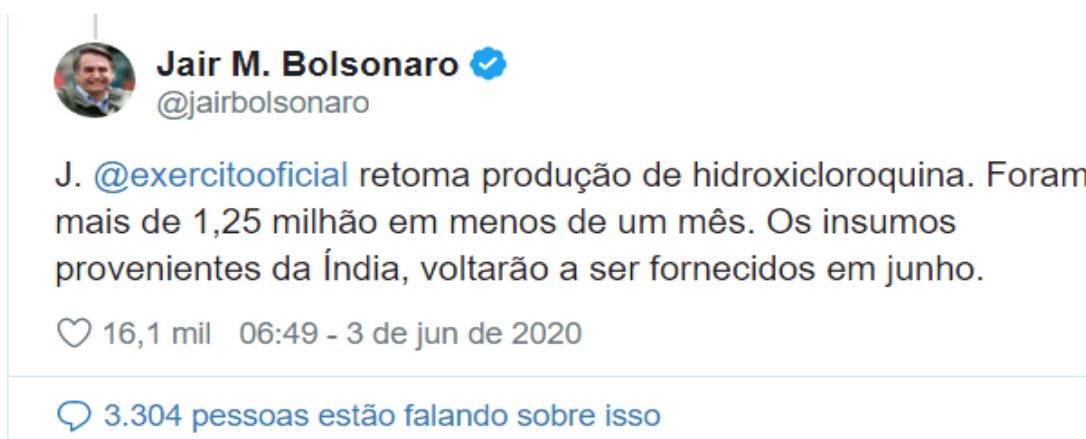 Jair M. Bolsonaro
@jairbolsonaro
J. @exercitooficial retoma produção de hidroxicloroquina. Foram
mais de 1,25 milhão em menos de um mês. Os insumos
provenientes da Índia, voltarão a ser fornecidos em junho.
16,1 mil 06:49 - 3 de jun de 2020
3.304 pessoas estão falando sobre isso